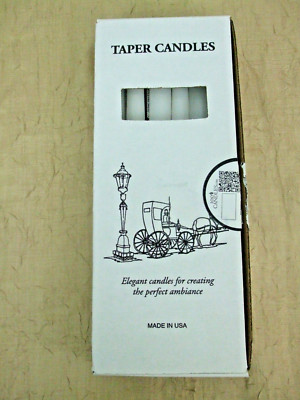 TAPER CANDLES
Elegant candles for creating
the perfect ambiance
MADE IN USA